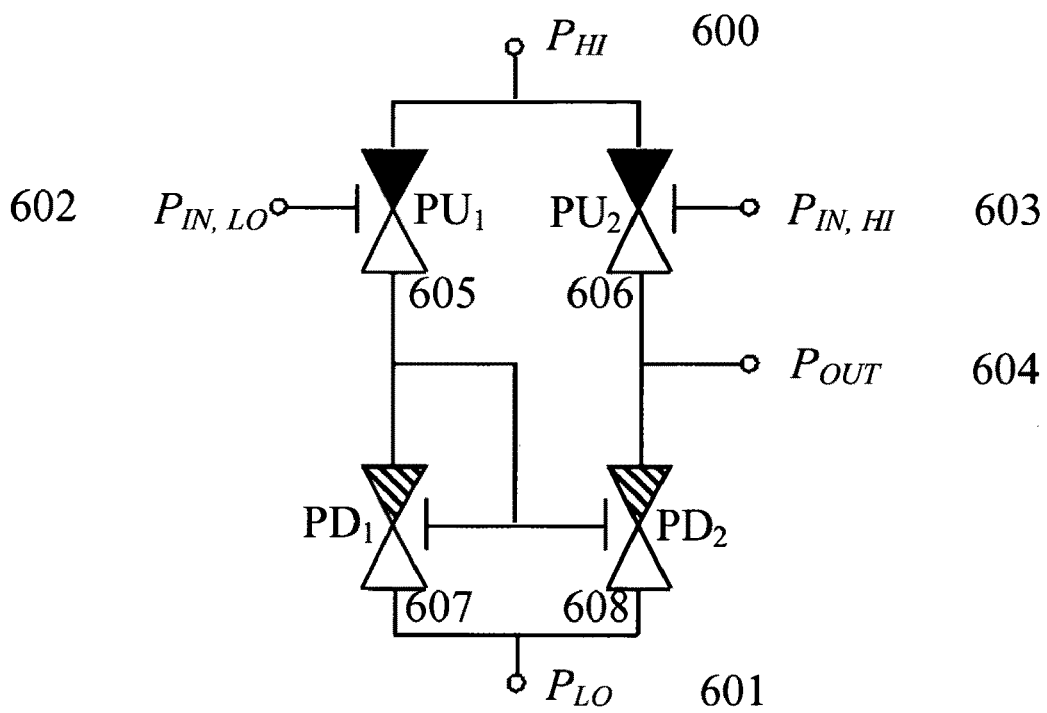 P_HI 600
602 P_IN, LO PU₁ PU₂ P_IN, HI 603
605 606
P_OUT 604
PD₁ PD₂
607 608
P_LO 601